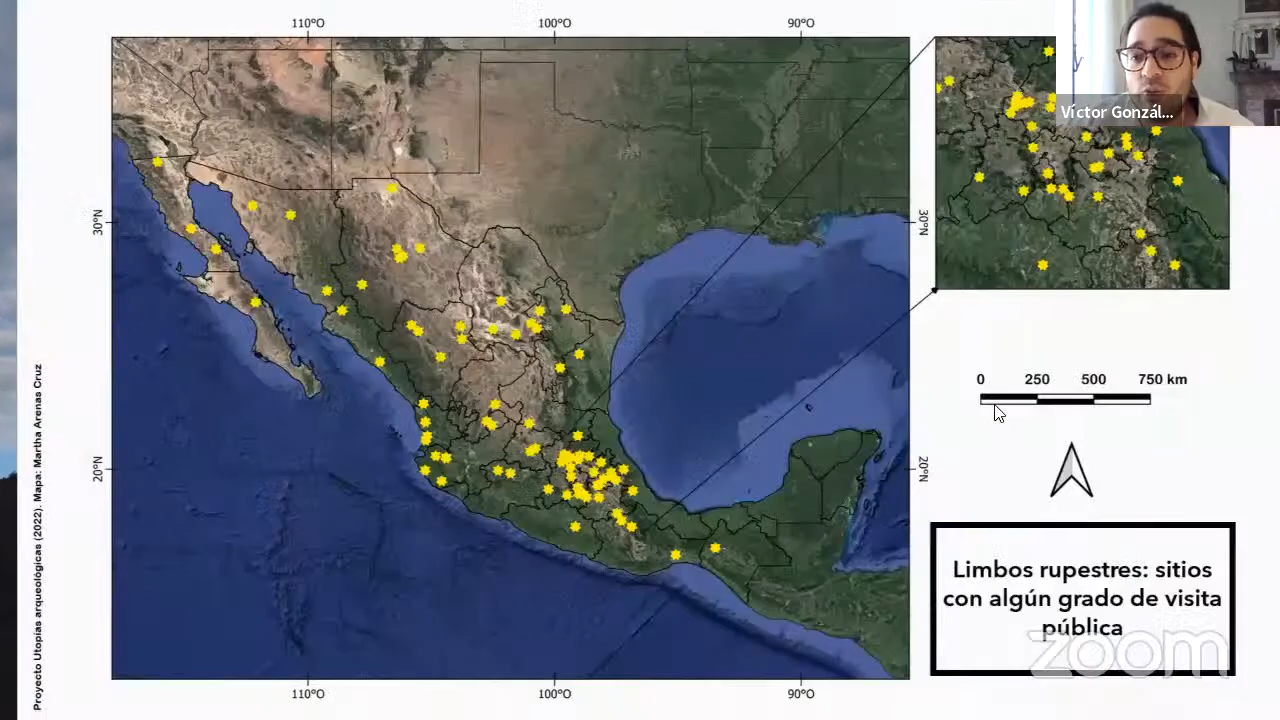 110°O
100°O
90°O
Víctor Gonzál...
30°N
30°N
0 250 500 750 km
20°N
20°N
Proyecto Utopías arqueológicas (2022). Mapa: Martha Arenas Cruz
Limbos rupestres: sitios
con algún grado de visita
pública
zoom
110°O
100°O
90°O